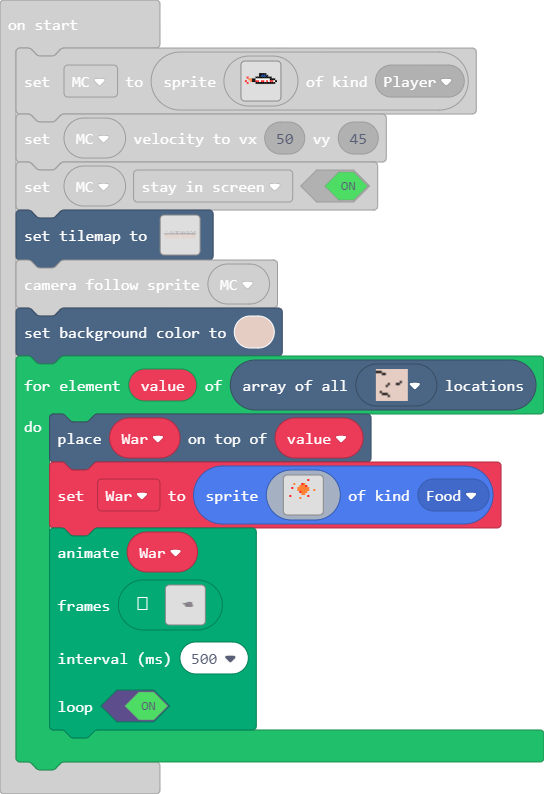 on start
set MC to sprite of kind Player
set MC velocity to vx 50 vy 45
set MC stay in screen ON
set tilemap to
camera follow sprite MC
set background color to
for element value of array of all locations
do
place War on top of value
set War to sprite of kind Food
animate War
frames
interval (ms) 500
loop ON